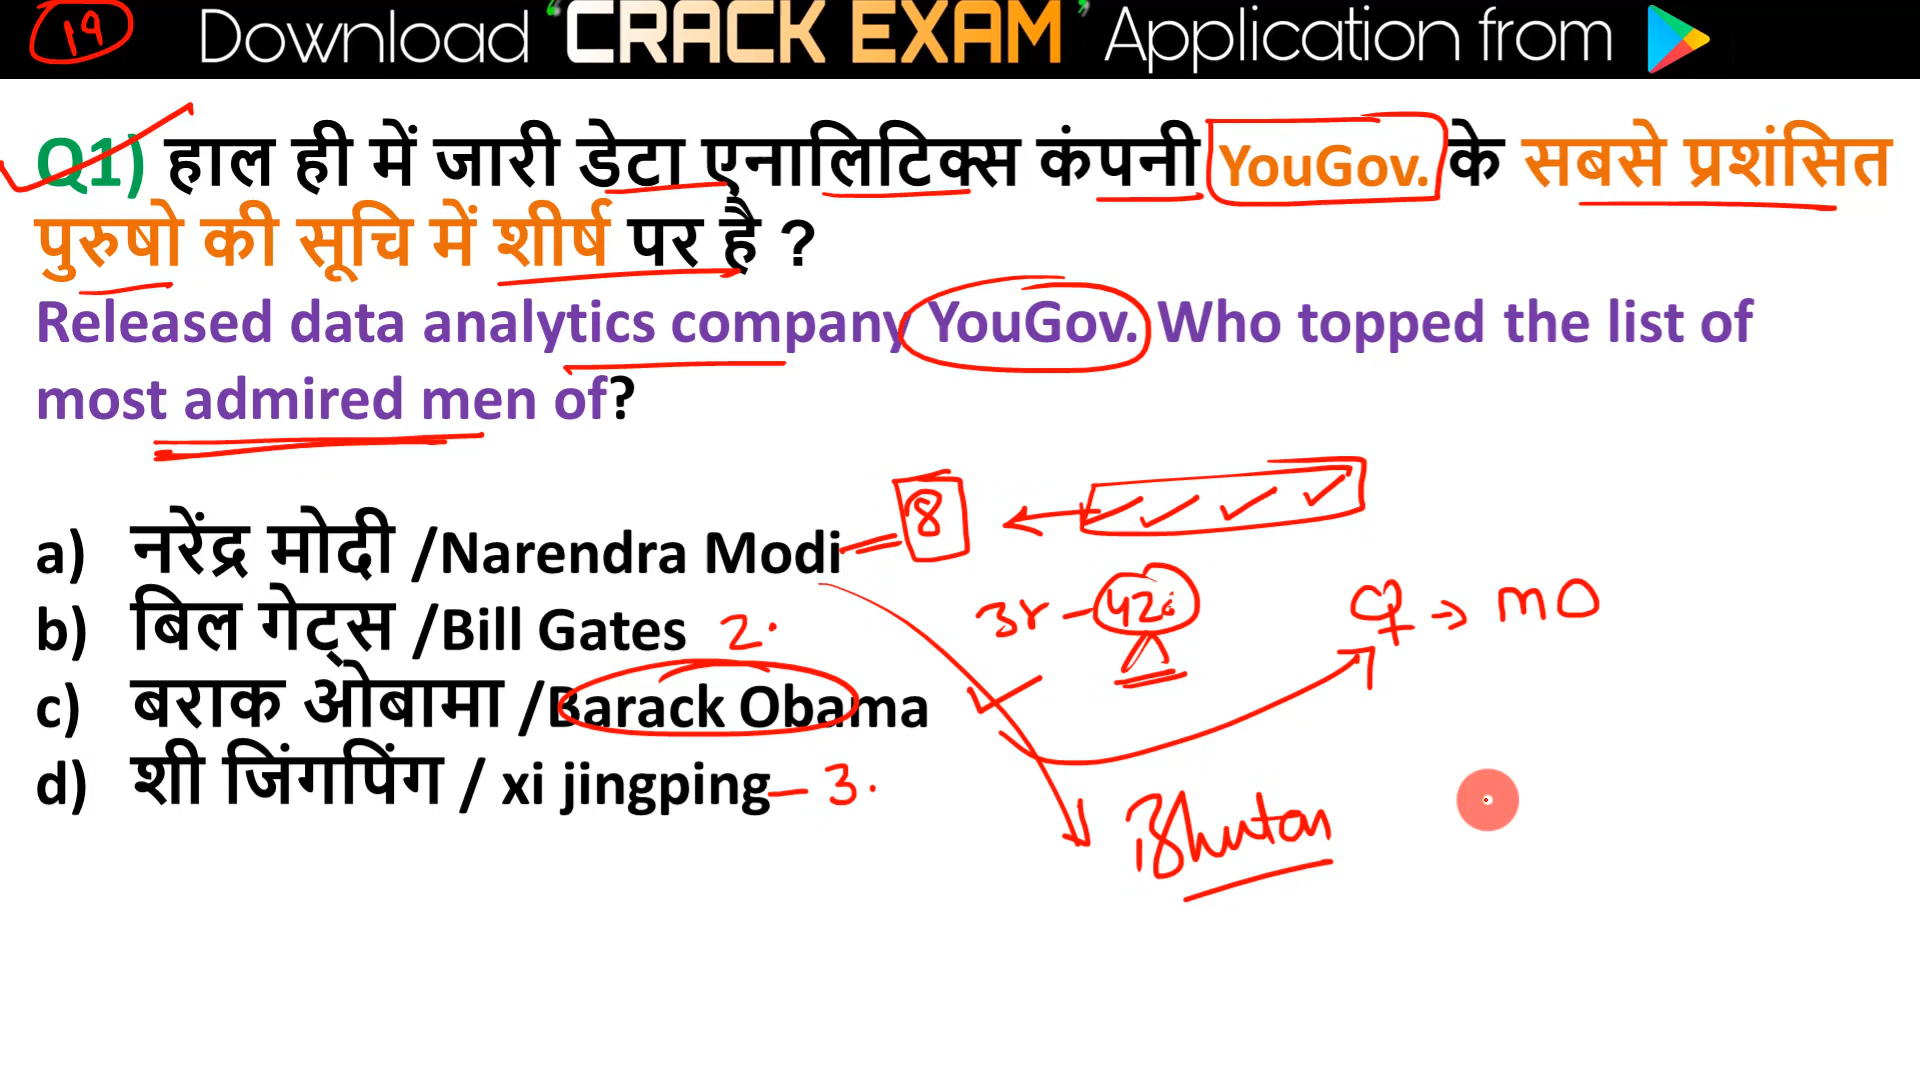 19 Download ‘CRACK EXAM’ Application from
Q1) हाल ही में जारी डेटा एनालिटिक्स कंपनी YouGov. के सबसे प्रशंसित
पुरुषो की सूचि में शीर्ष पर है ?
Released data analytics company YouGov. Who topped the list of
most admired men of?
a) नरेंद्र मोदी /Narendra Modi 8
b) बिल गेट्स /Bill Gates 2.
c) बराक ओबामा /Barack Obama
d) शी जिंगपिंग / xi jingping 3.
Bhutan